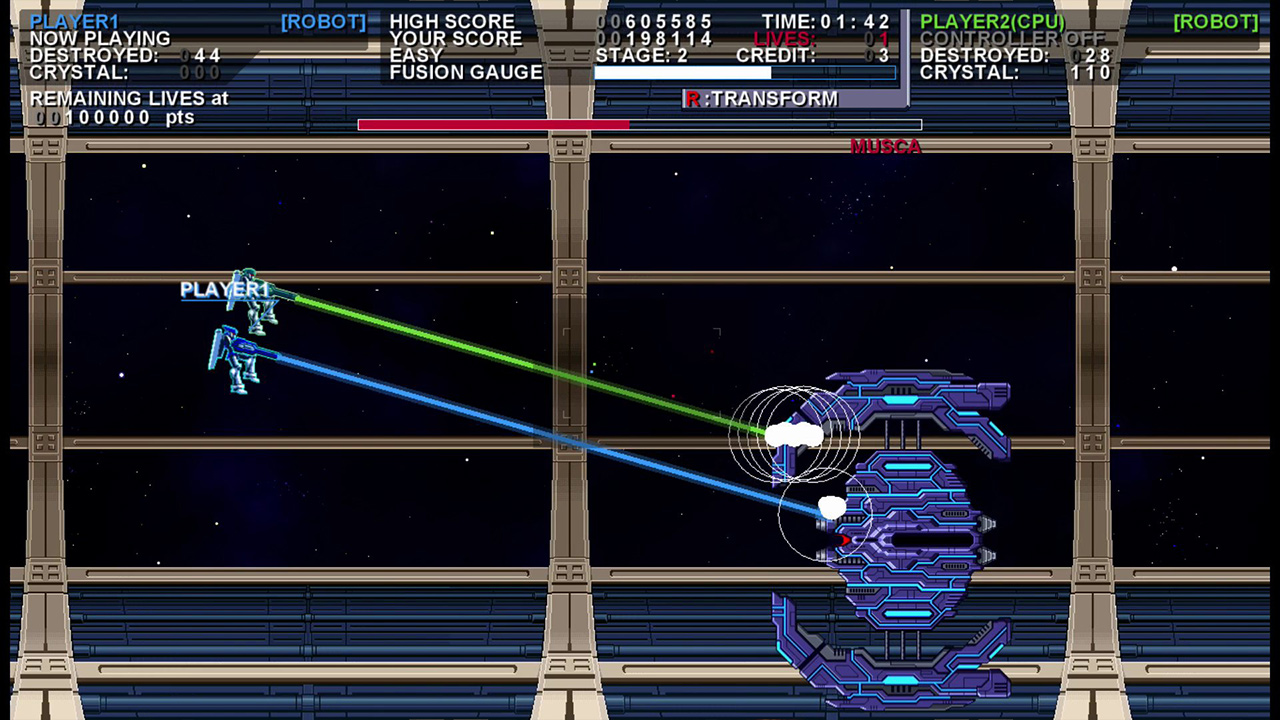 PLAYER1 [ROBOT]
NOW PLAYING
DESTROYED: 44
CRYSTAL: 000
REMAINING LIVES at
00100000 pts
HIGH SCORE 00605585 TIME:01:42
YOUR SCORE 00198114 LIVES: 01
EASY STAGE: 2 CREDIT: 03
FUSION GAUGE
R :TRANSFORM
PLAYER2(CPU) [ROBOT]
CONTROLLER OFF
DESTROYED: 028
CRYSTAL: 110
MUSCA
PLAYER1